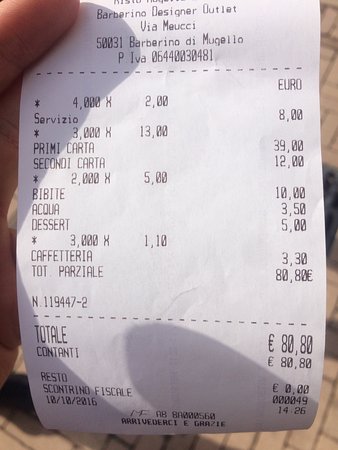 Barberino Designer Outlet
Via Meucci
50031 Barberino di Mugello
P Iva 06440030481
EURO
* 4,000 X 2,00
Servizio 8,00
* 3,000 X 13,00
PRIMI CARTA 39,00
SECONDI CARTA 12,00
* 2,000 X 5,00
BIBITE 10,00
ACQUA 3,50
DESSERT 5,00
* 3,000 X 1,10
CAFFETTERIA 3,30
TOT. PARZIALE 80,80€
N.119447-2
TOTALE € 80,80
CONTANTI € 80,80
RESTO € 0,00
SCONTRINO FISCALE 000049
10/10/2016 14:26
AB 8A000560
ARRIVEDERCI E GRAZIE